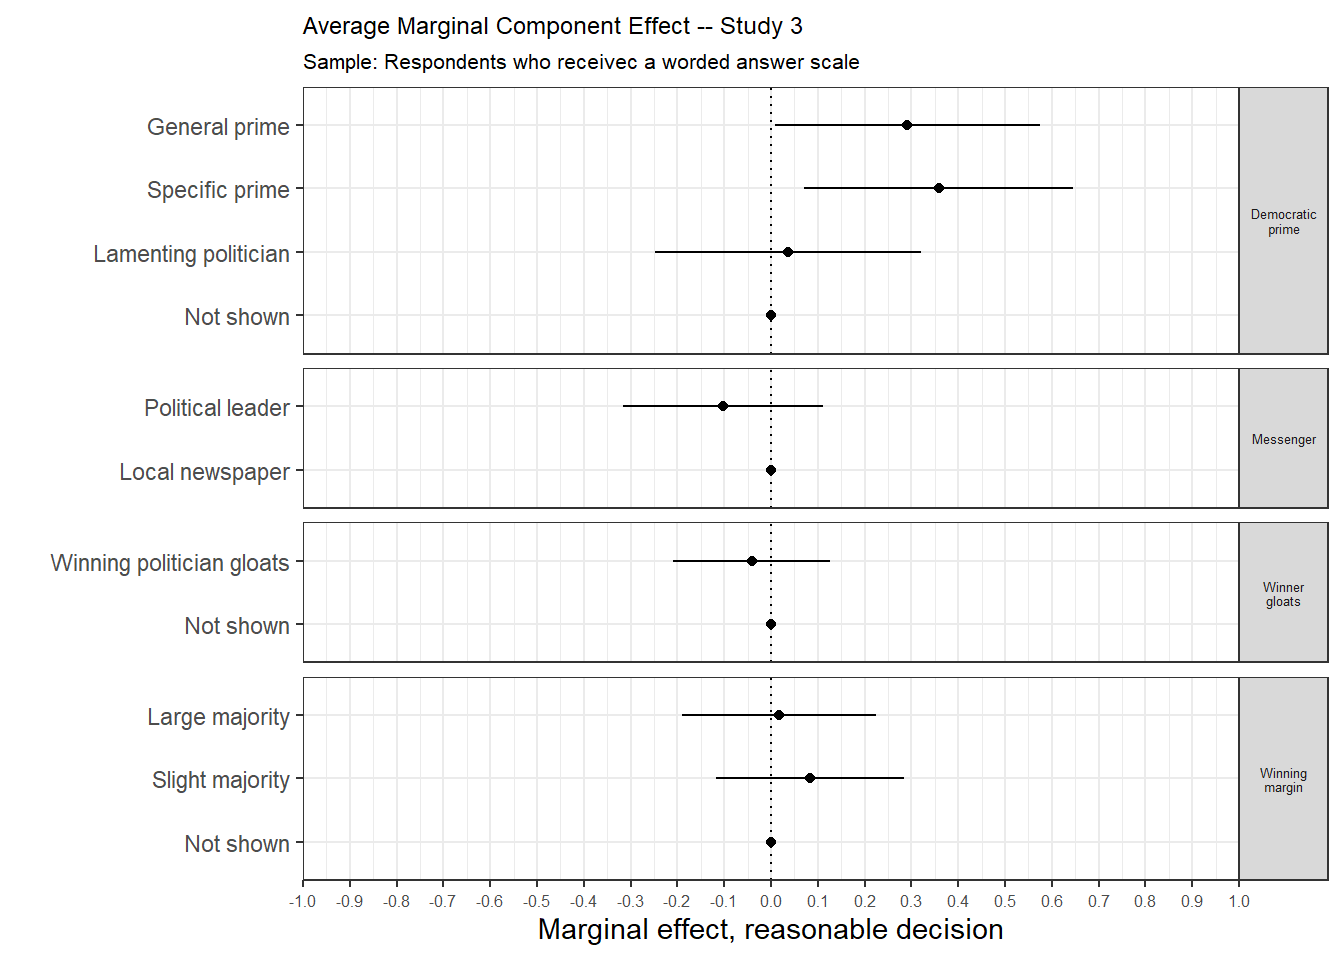 Average Marginal Component Effect -- Study 3
Sample: Respondents who receivec a worded answer scale
General prime
Specific prime
Lamenting politician
Not shown
Democratic
prime
Political leader
Local newspaper
Messenger
Winning politician gloats
Not shown
Winner
gloats
Large majority
Slight majority
Not shown
Winning
margin
-1.0 -0.9 -0.8 -0.7 -0.6 -0.5 -0.4 -0.3 -0.2 -0.1 0.0 0.1 0.2 0.3 0.4 0.5 0.6 0.7 0.8 0.9 1.0
Marginal effect, reasonable decision